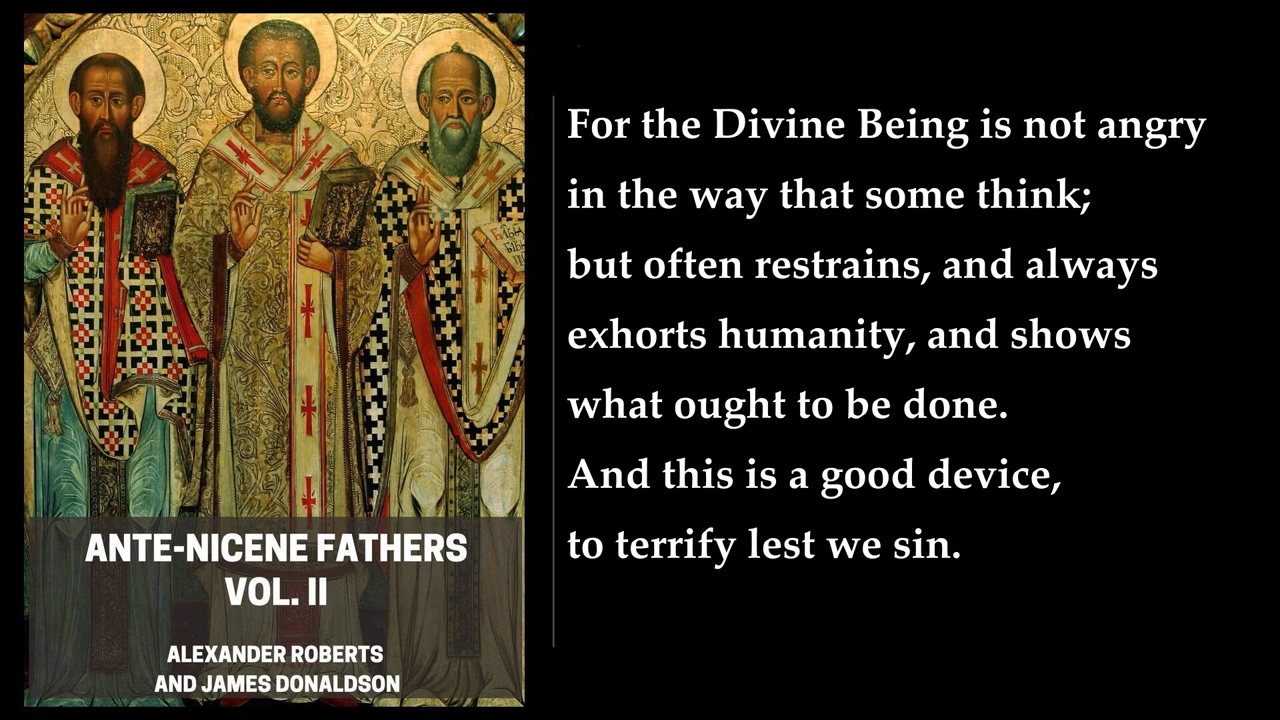 ANTE-NICENE FATHERS
VOL. II
ALEXANDER ROBERTS
AND JAMES DONALDSON
For the Divine Being is not angry
in the way that some think;
but often restrains, and always
exhorts humanity, and shows
what ought to be done.
And this is a good device,
to terrify lest we sin.